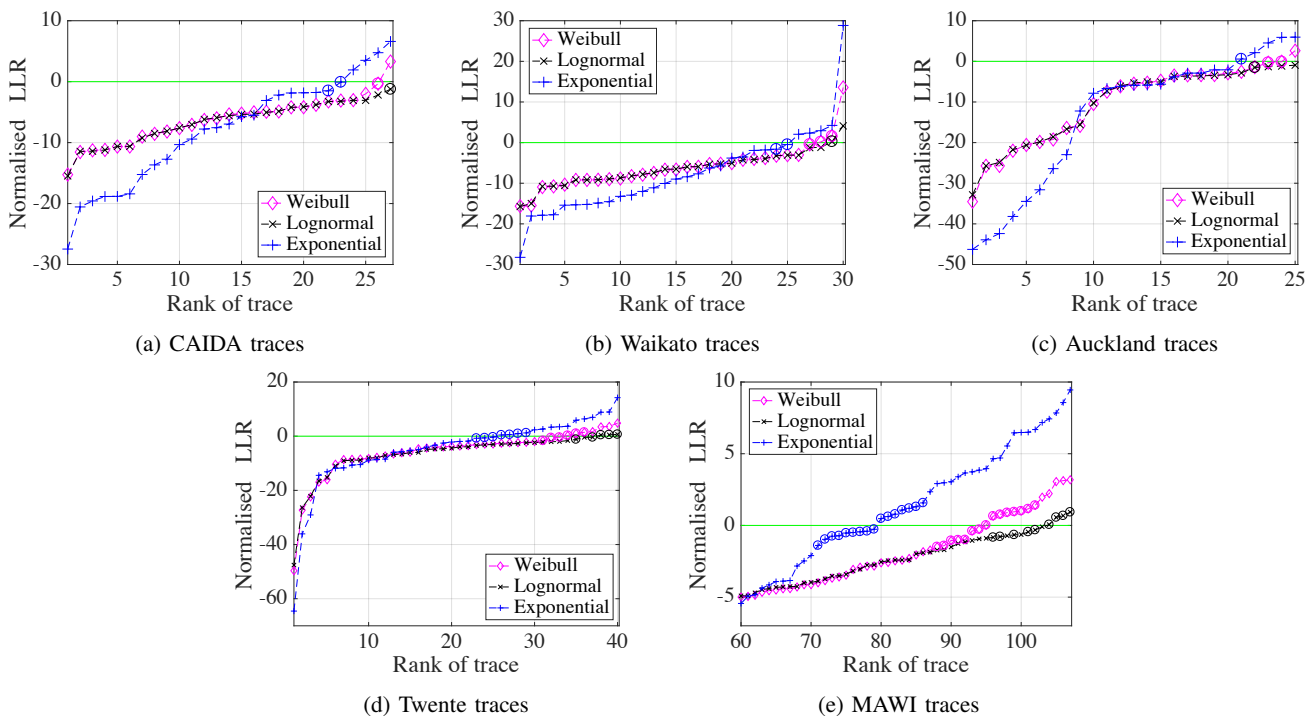 10
0
-10
-20
-30
Normalised LLR
5
10
15
20
25
Rank of trace
Weibull
Lognormal
Exponential
(a) CAIDA traces
30
20
10
0
-10
-20
-30
Normalised LLR
5
10
15
20
25
30
Rank of trace
Weibull
Lognormal
Exponential
(b) Waikato traces
10
0
-10
-20
-30
-40
-50
Normalised LLR
5
10
15
20
25
Rank of trace
Weibull
Lognormal
Exponential
(c) Auckland traces
20
0
-20
-40
-60
Normalised LLR
10
20
30
40
Rank of trace
Weibull
Lognormal
Exponential
(d) Twente traces
10
5
0
-5
Normalised LLR
60
70
80
90
100
Rank of trace
Weibull
Lognormal
Exponential
(e) MAWI traces